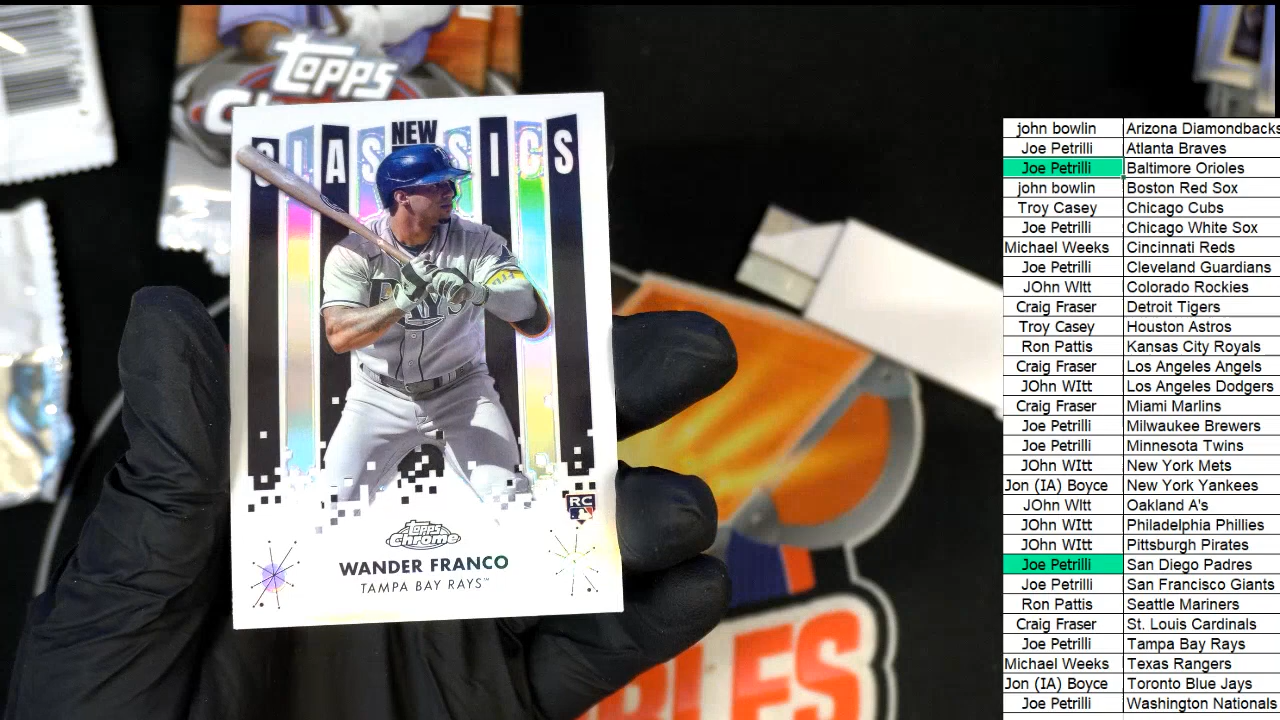 Topps
NEW
CLASSICS
Rays
RC
Topps
Chrome
WANDER FRANCO
TAMPA BAY RAYS™
john bowlin Arizona Diamondbacks
Joe Petrilli Atlanta Braves
Joe Petrilli Baltimore Orioles
john bowlin Boston Red Sox
Troy Casey Chicago Cubs
Joe Petrilli Chicago White Sox
Michael Weeks Cincinnati Reds
Joe Petrilli Cleveland Guardians
JOhn WItt Colorado Rockies
Craig Fraser Detroit Tigers
Troy Casey Houston Astros
Ron Pattis Kansas City Royals
Craig Fraser Los Angeles Angels
JOhn WItt Los Angeles Dodgers
Craig Fraser Miami Marlins
Joe Petrilli Milwaukee Brewers
Joe Petrilli Minnesota Twins
JOhn WItt New York Mets
Jon (IA) Boyce New York Yankees
JOhn WItt Oakland A's
JOhn WItt Philadelphia Phillies
JOhn WItt Pittsburgh Pirates
Joe Petrilli San Diego Padres
Joe Petrilli San Francisco Giants
Ron Pattis Seattle Mariners
Craig Fraser St. Louis Cardinals
Joe Petrilli Tampa Bay Rays
Michael Weeks Texas Rangers
Jon (IA) Boyce Toronto Blue Jays
Joe Petrilli Washington Nationals